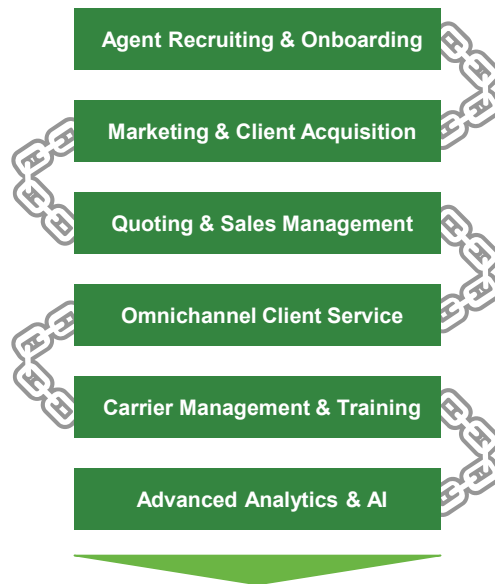 Agent Recruiting & Onboarding
Marketing & Client Acquisition
Quoting & Sales Management
Omnichannel Client Service
Carrier Management & Training
Advanced Analytics & AI